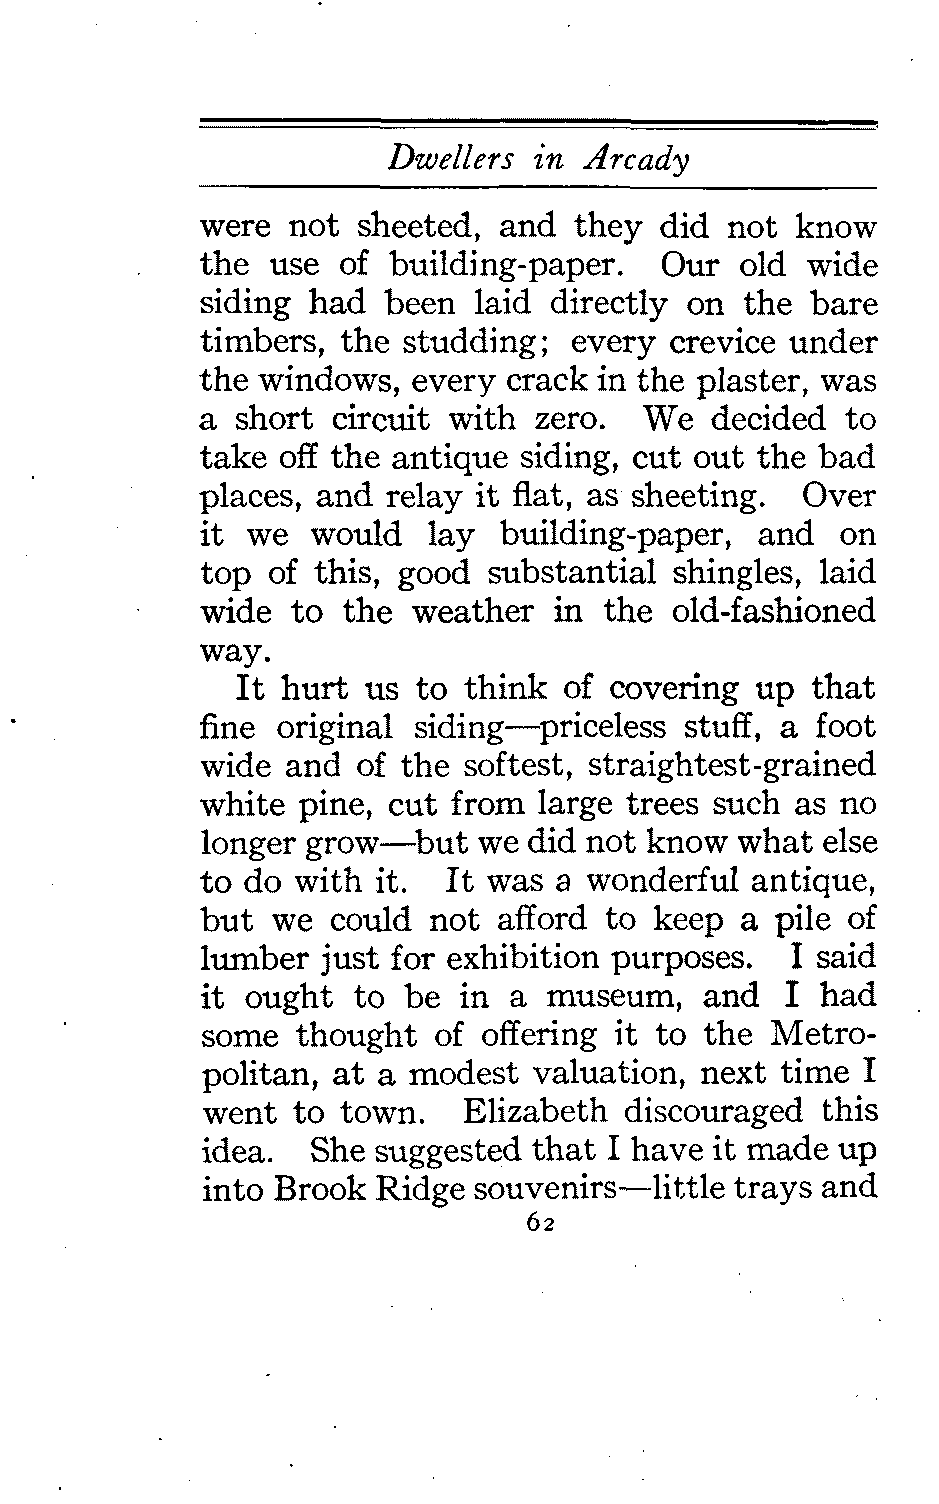 Dwellers in Arcady
were not sheeted, and they did not know
the use of building-paper. Our old wide
siding had been laid directly on the bare
timbers, the studding; every crevice under
the windows, every crack in the plaster, was
a short circuit with zero. We decided to
take off the antique siding, cut out the bad
places, and relay it flat, as sheeting. Over
it we would lay building-paper, and on
top of this, good substantial shingles, laid
wide to the weather in the old-fashioned
way.
It hurt us to think of covering up that
fine original siding—priceless stuff, a foot
wide and of the softest, straightest-grained
white pine, cut from large trees such as no
longer grow—but we did not know what else
to do with it. It was a wonderful antique,
but we could not afford to keep a pile of
lumber just for exhibition purposes. I said
it ought to be in a museum, and I had
some thought of offering it to the Metro-
politan, at a modest valuation, next time I
went to town. Elizabeth discouraged this
idea. She suggested that I have it made up
into Brook Ridge souvenirs—little trays and
62